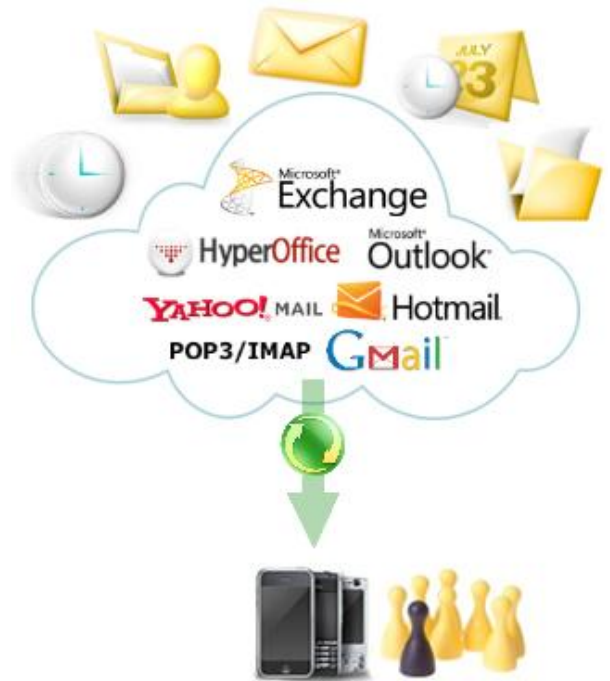 JULY
23
Microsoft®
Exchange
HyperOffice
Microsoft®
Outlook®
YAHOO! MAIL
Hotmail
POP3/IMAP
GMail